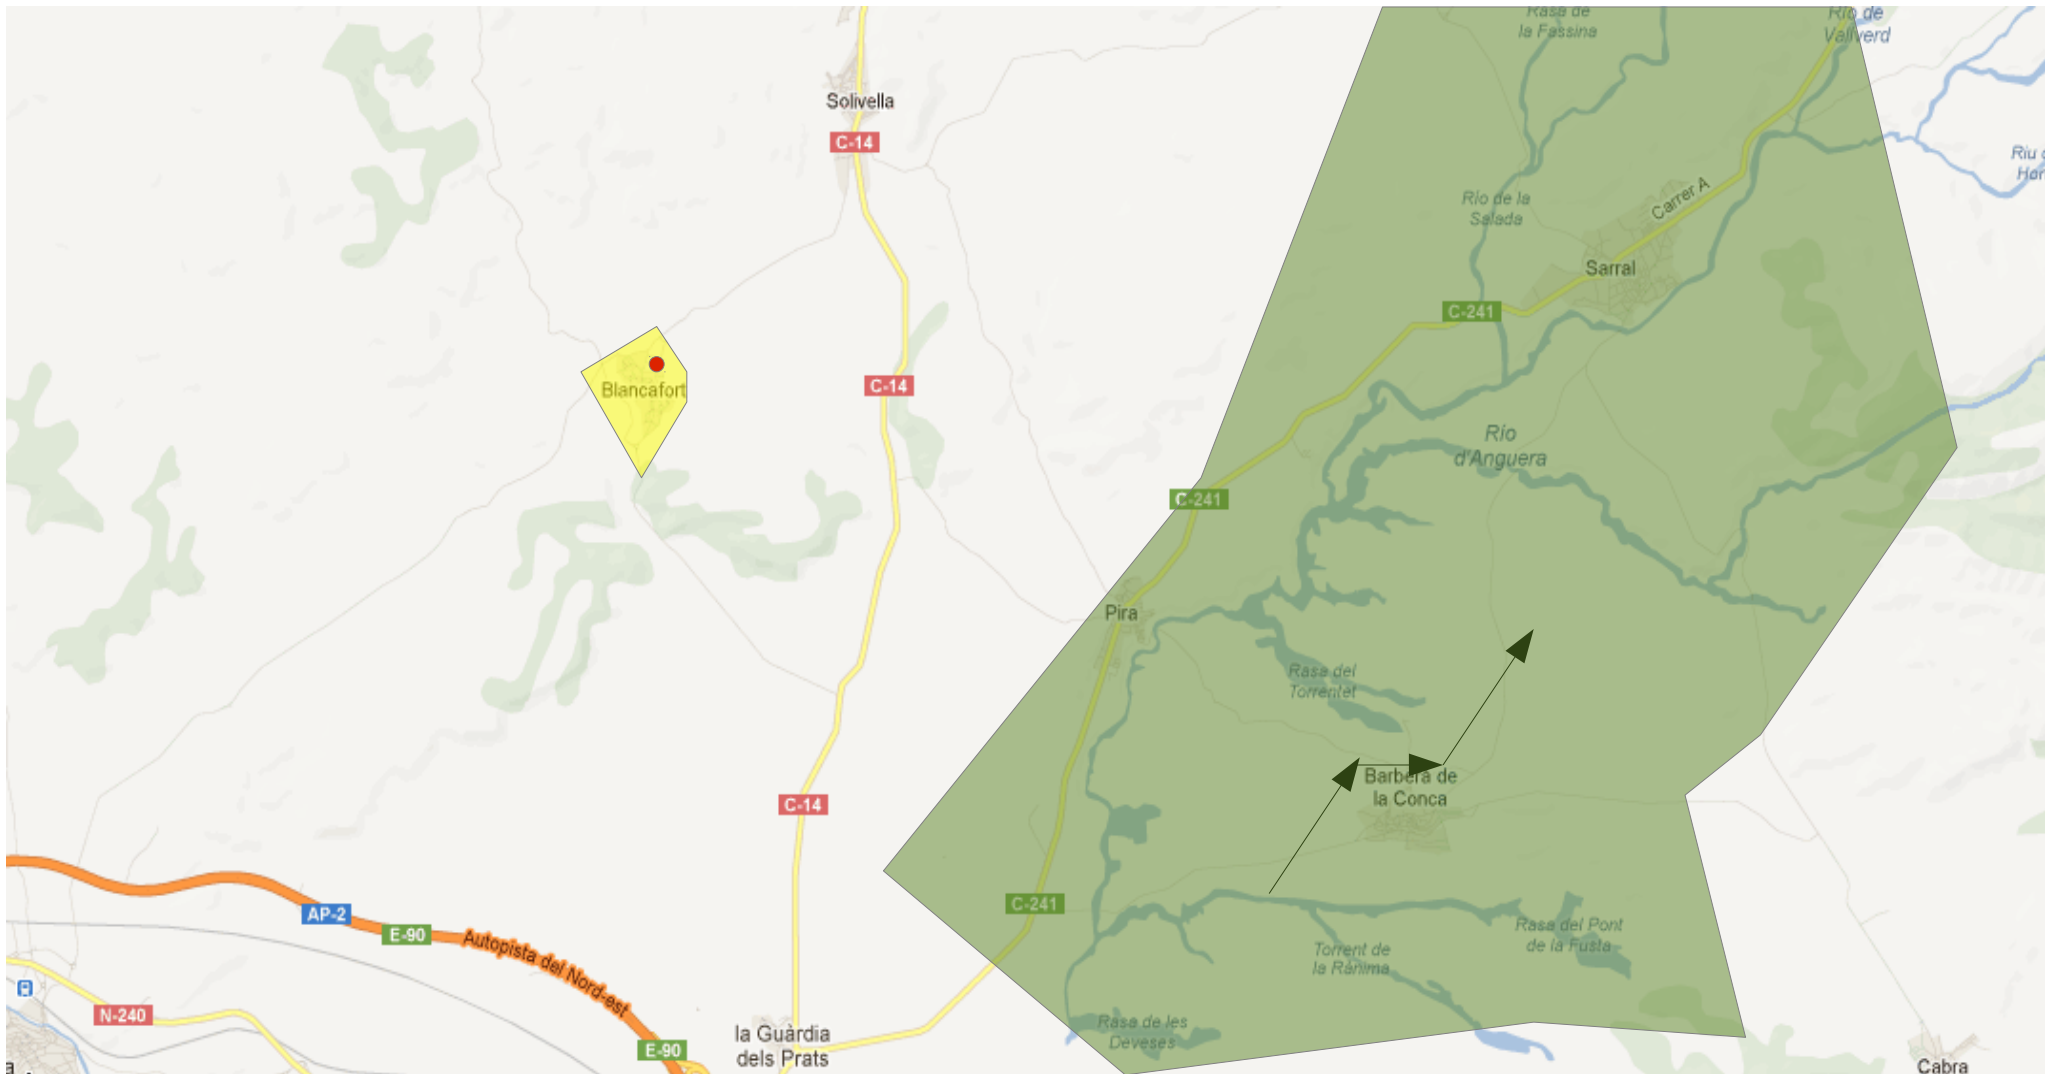 Rasa de
la Fassina
Río de
Vallverd
Solivella
C-14
Riu d
Hor
Carrer A
Río de la
Salada
Sarral
C-241
C-14
Blancafort
Río
d'Anguera
C-241
Pira
Rasa del
Torrentet
Barberà de
la Conca
C-14
C-241
AP-2
E-90
Autopista del Nord-est
Rasa del Pont
de la Fusta
Torrent de
la Rànima
N-240
Rasa de les
Deveses
la Guàrdia
dels Prats
E-90
Cabra